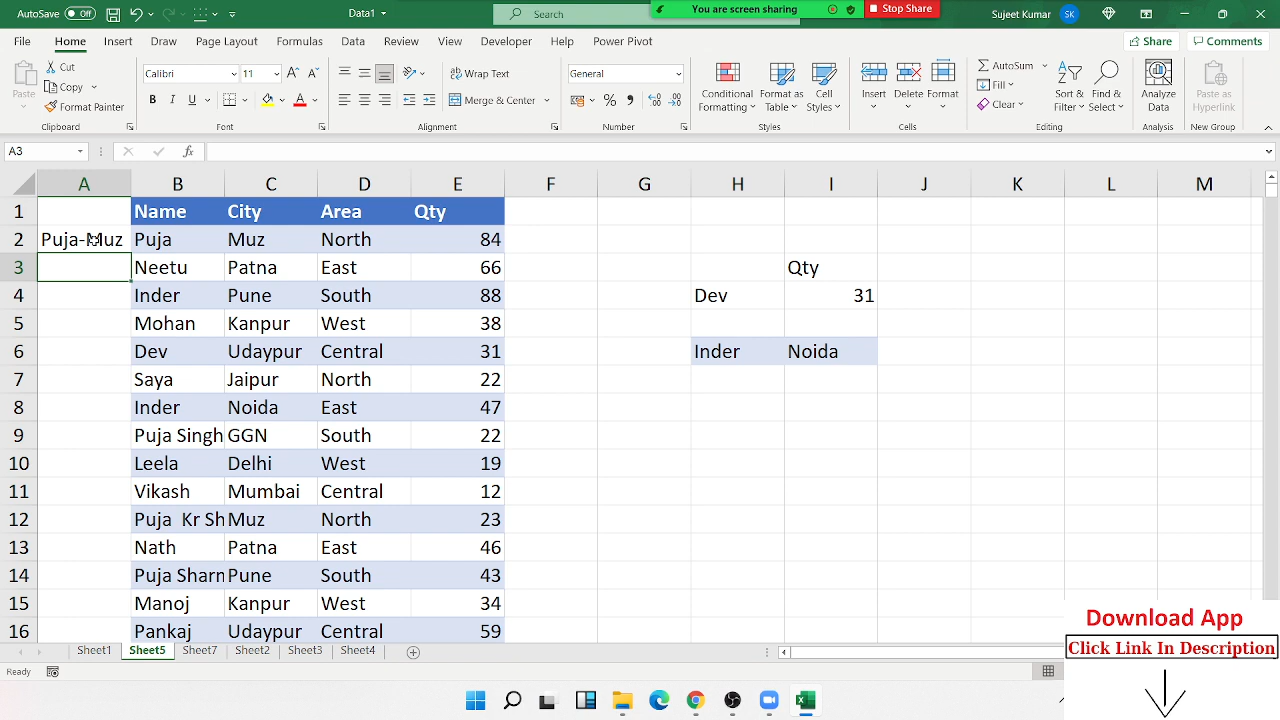 AutoSave Off Data1 Search You are screen sharing Stop Share Sujeet Kumar SK
File Home Insert Draw Page Layout Formulas Data Review View Developer Help Power Pivot Share Comments
Paste Cut Copy Format Painter Calibri 11 B I U Wrap Text Merge & Center General % Conditional Formatting Format as Table Cell Styles Insert Delete Format AutoSum Fill Clear Sort & Filter Find & Select Analyze Data Paste as Hyperlink
Clipboard Font Alignment Number Styles Cells Editing Analysis New Group
A3 fx
A B C D E F G H I J K L M
1 Name City Area Qty
2 Puja-Muz Puja Muz North 84
3 Neetu Patna East 66 Qty
4 Inder Pune South 88 Dev 31
5 Mohan Kanpur West 38
6 Dev Udaypur Central 31 Inder Noida
7 Saya Jaipur North 22
8 Inder Noida East 47
9 Puja Singh GGN South 22
10 Leela Delhi West 19
11 Vikash Mumbai Central 12
12 Puja Kr Sh Muz North 23
13 Nath Patna East 46
14 Puja Sharn Pune South 43
15 Manoj Kanpur West 34
16 Pankaj Udaypur Central 59
Sheet1 Sheet5 Sheet7 Sheet2 Sheet3 Sheet4
Ready
Download App
Click Link In Description